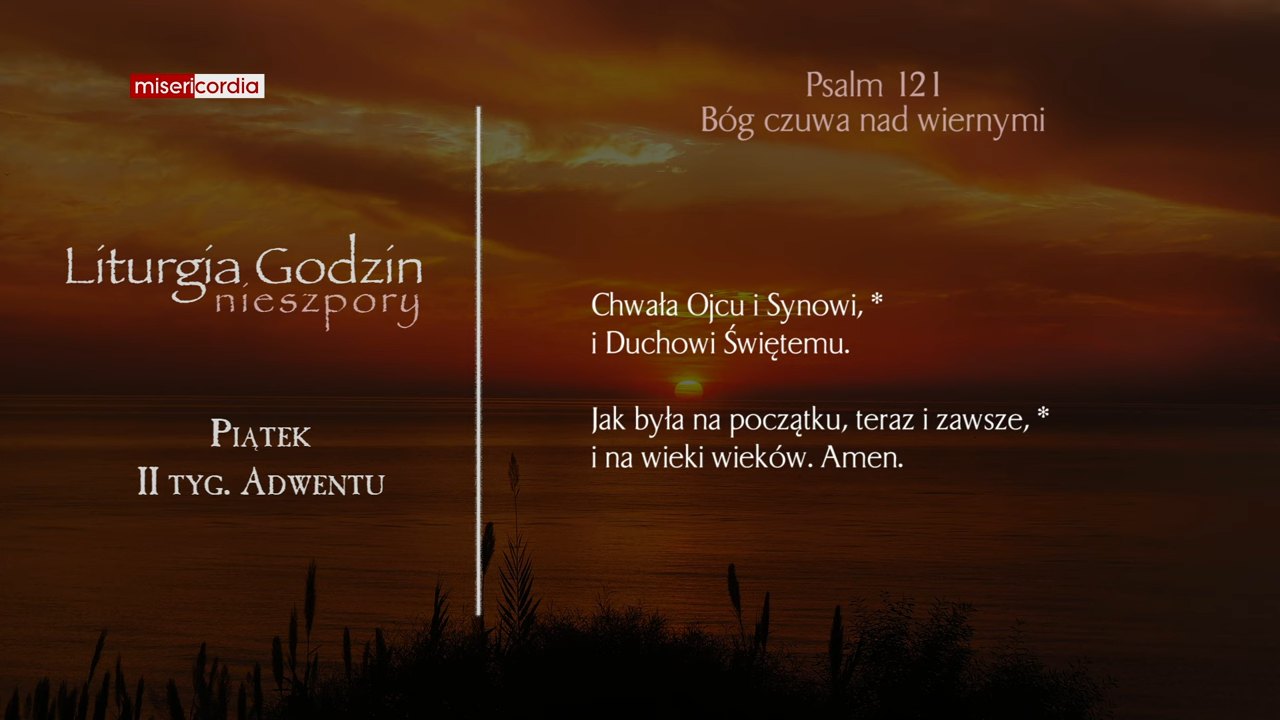 misericordia
Liturgia Godzin
nieszpory
Piątek
II tyg. Adwentu
Psalm 121
Bóg czuwa nad wiernymi
Chwała Ojcu i Synowi, *
i Duchowi Świętemu.
Jak była na początku, teraz i zawsze, *
i na wieki wieków. Amen.